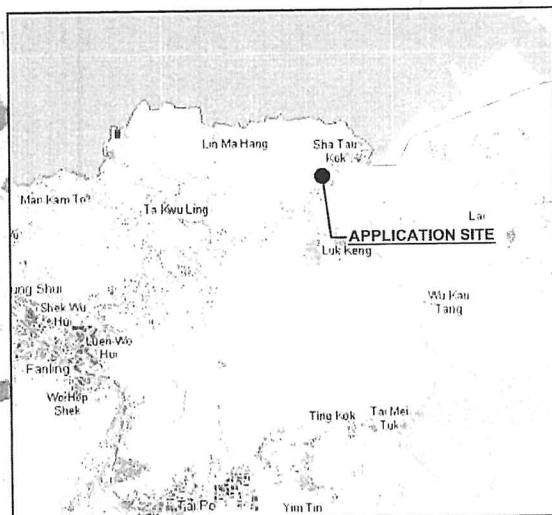 Lin Ma Hang
Sha Tau
Kok
Man Kam To
Ta Kwu Ling
APPLICATION SITE
Luk Keng
ung Shui
Shek Wu
Hui
Luen Wo
Hui
Fanling
Wo Hop
Shek
Wu Kau
Tang
Ting Kok
Tai Mei
Tuk
Tai Po
Yim Tin